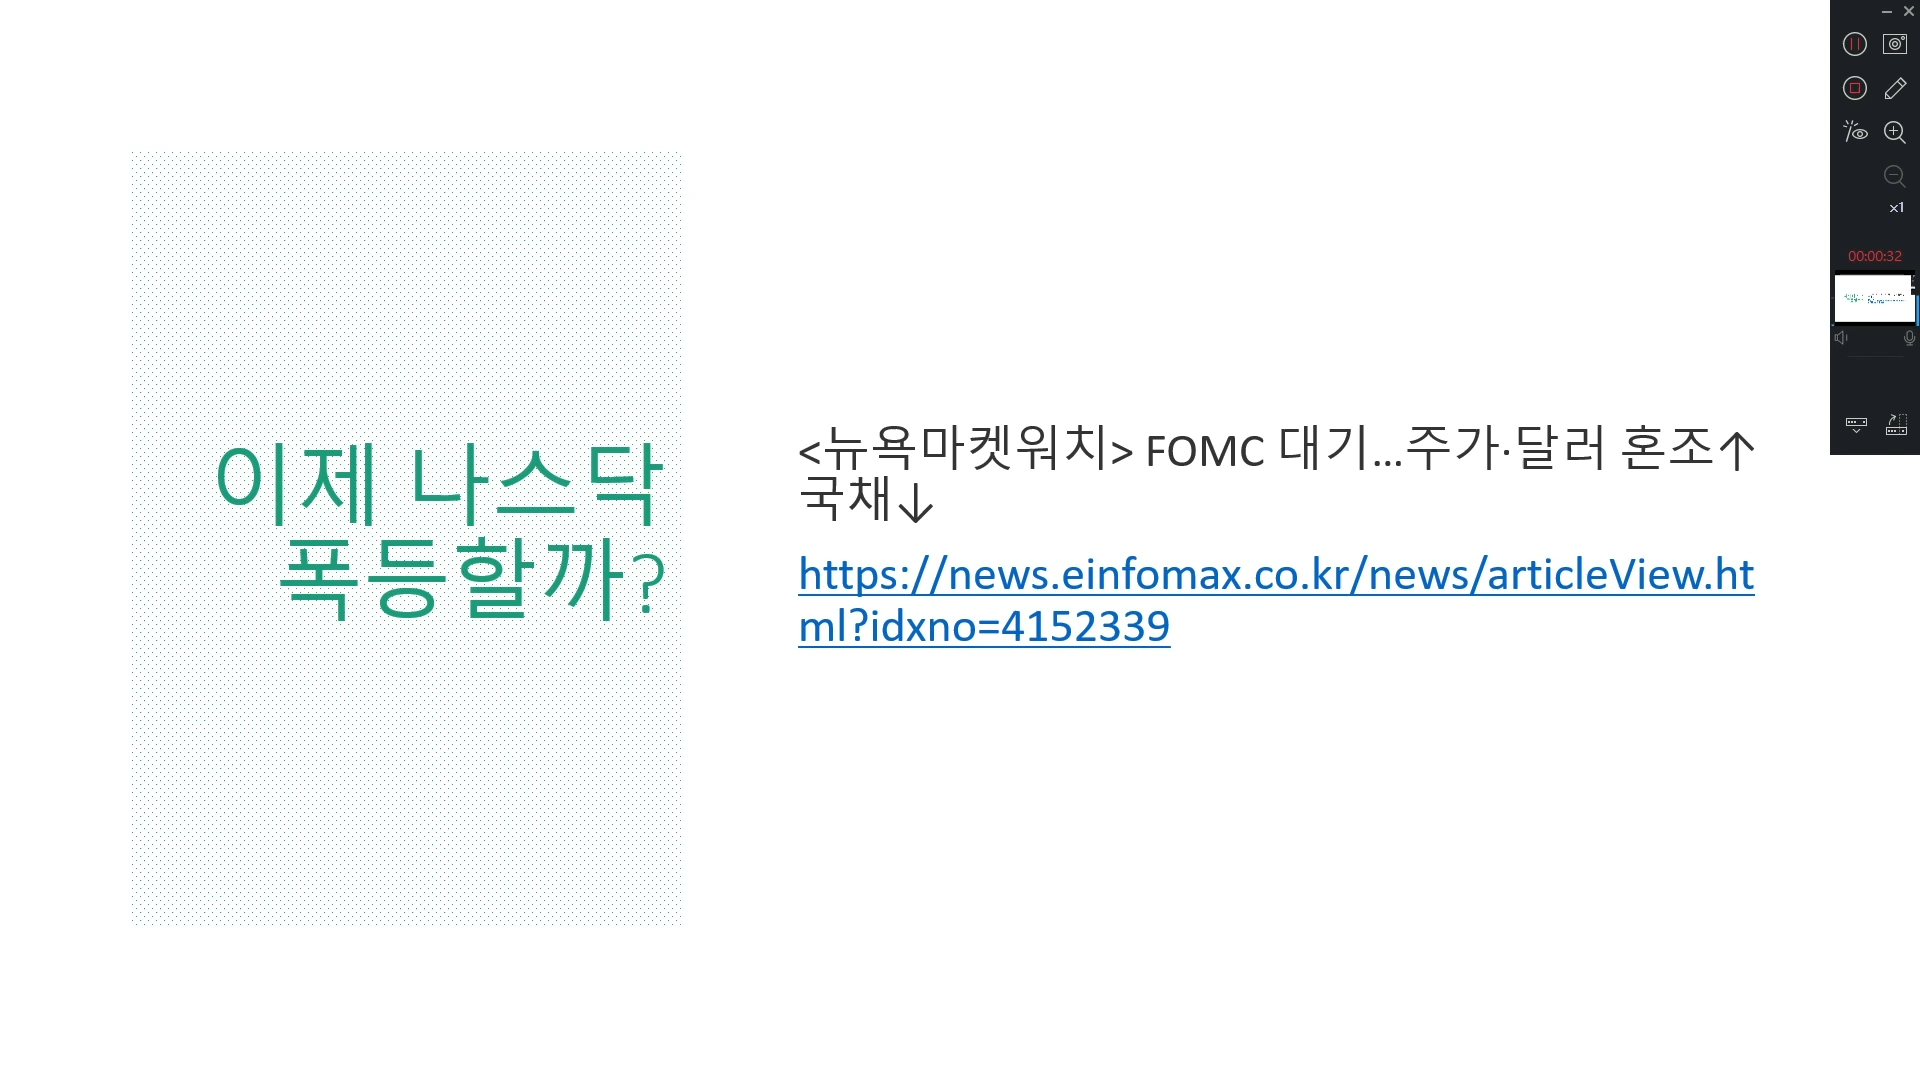 이제 나스닥
폭등할까?
<뉴욕마켓워치> FOMC 대기…주가·달러 혼조↑
국채↓
https://news.einfomax.co.kr/news/articleView.ht
ml?idxno=4152339
x1
00:00:32